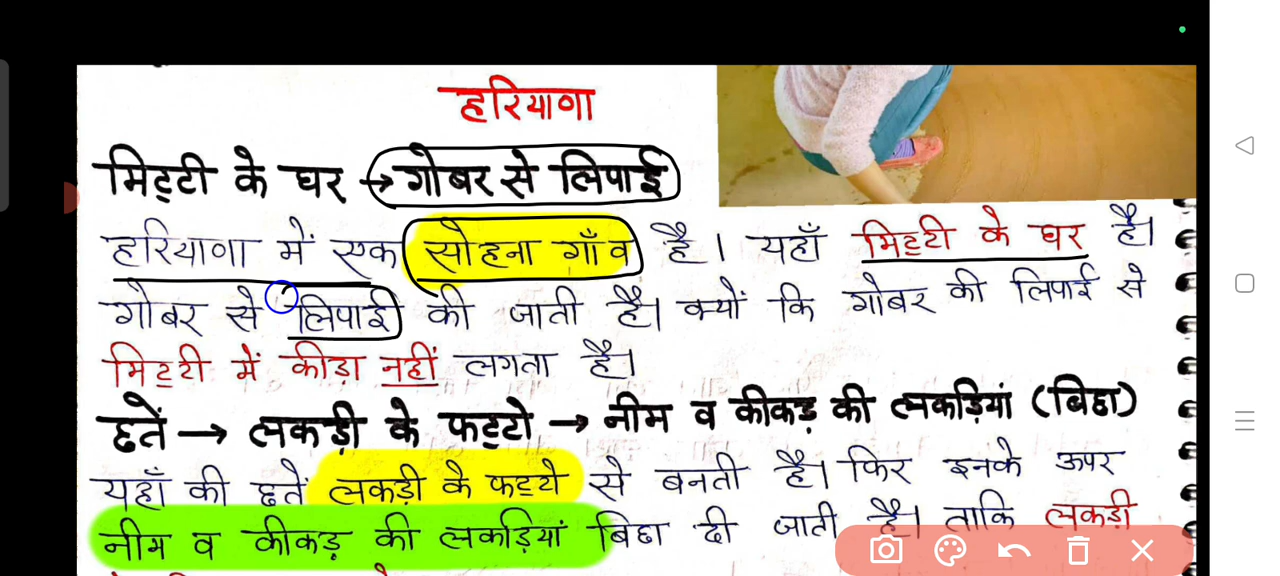 हरियाणा
मिट्टी के घर → गोबर से लिपाई
हरियाणा में एक सोहना गाँव है। यहाँ मिट्टी के घर है।
गोबर से लिपाई की जाती है। क्यों कि गोबर की लिपाई से
मिट्टी में कीड़ा नहीं लगता है।
छतें → लकड़ी के फट्टो → नीम व कीकड़ की लकड़ियां (बिछा)
यहाँ की छतें लकड़ी के फट्टो से बनती है। फिर इनके ऊपर
नीम व कीकड़ की लकड़ियां बिछा दी जाती है। ताकि लकड़ी